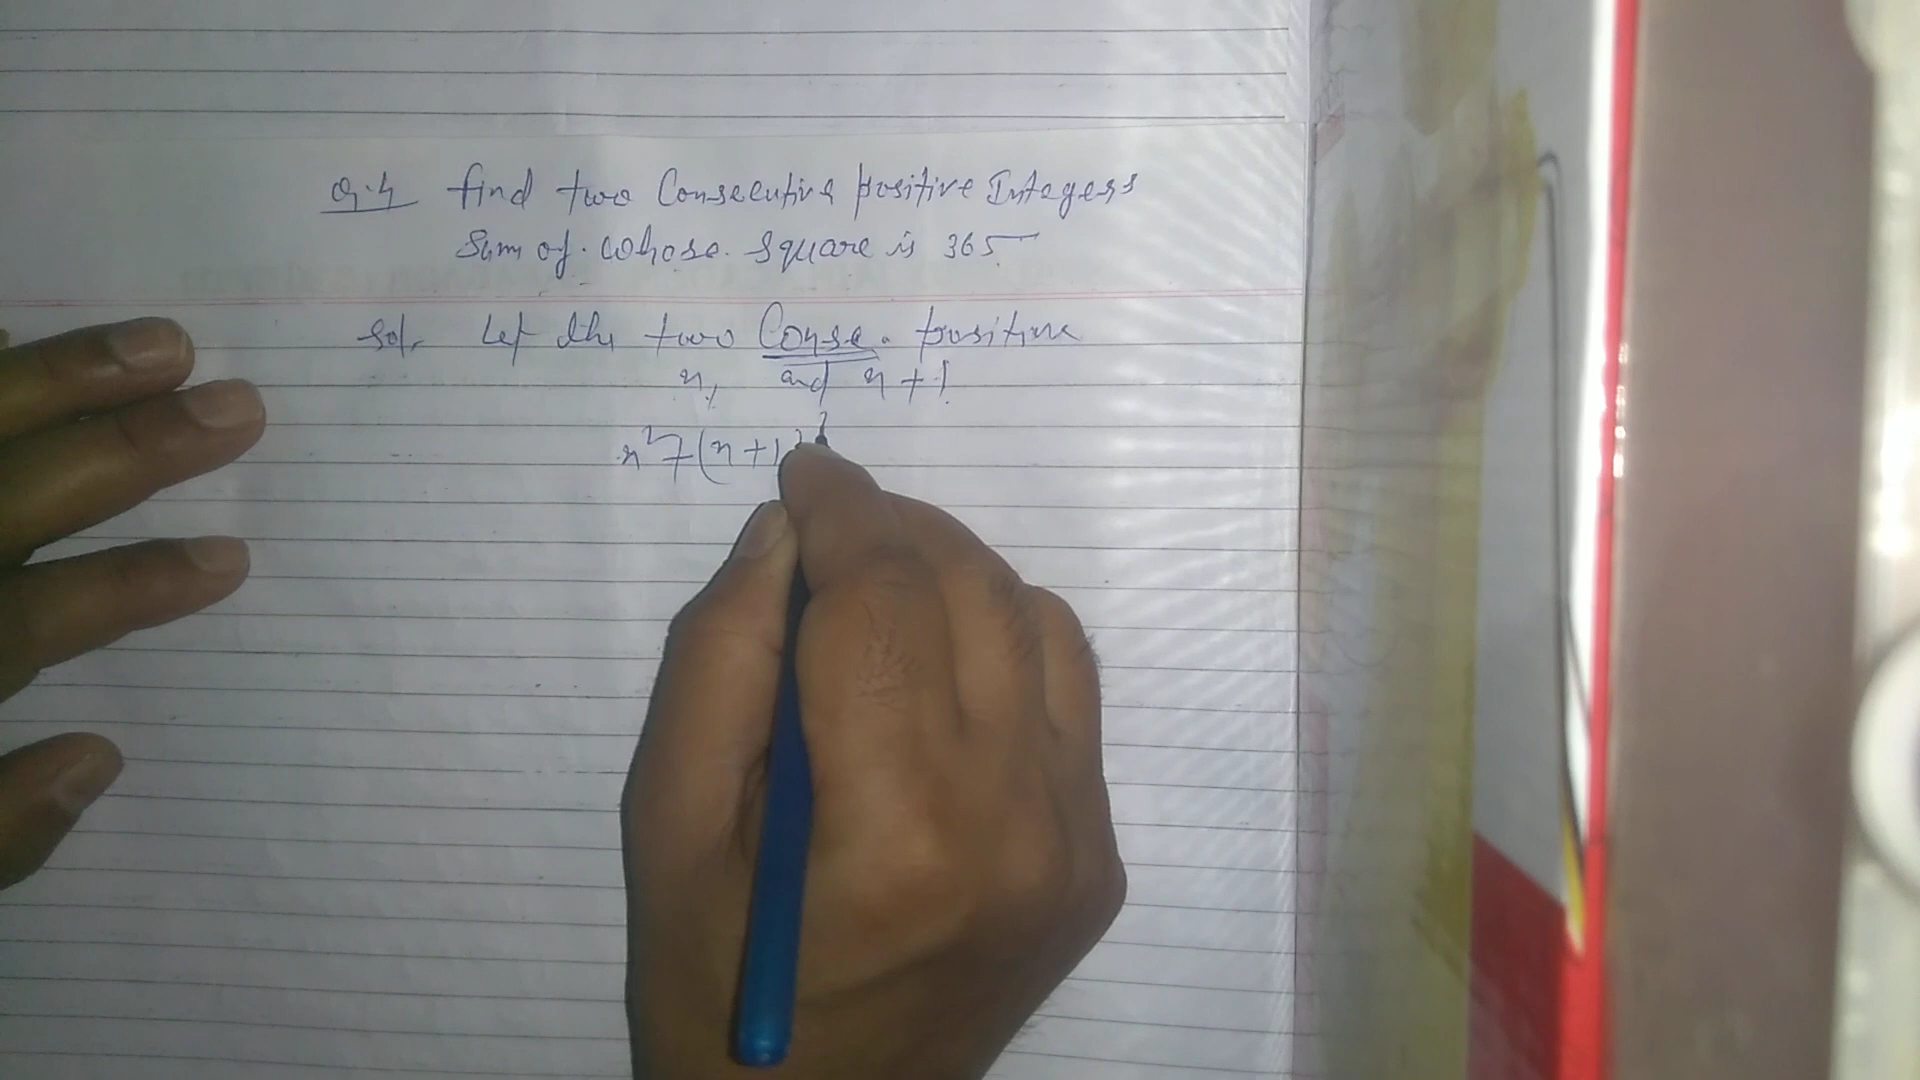 Q.4 find two Consecutive positive Integers
Sum of. whose. square is 365
Sol. Let the two Conse. positive
x, and x + 1
x² + (x + 1)²